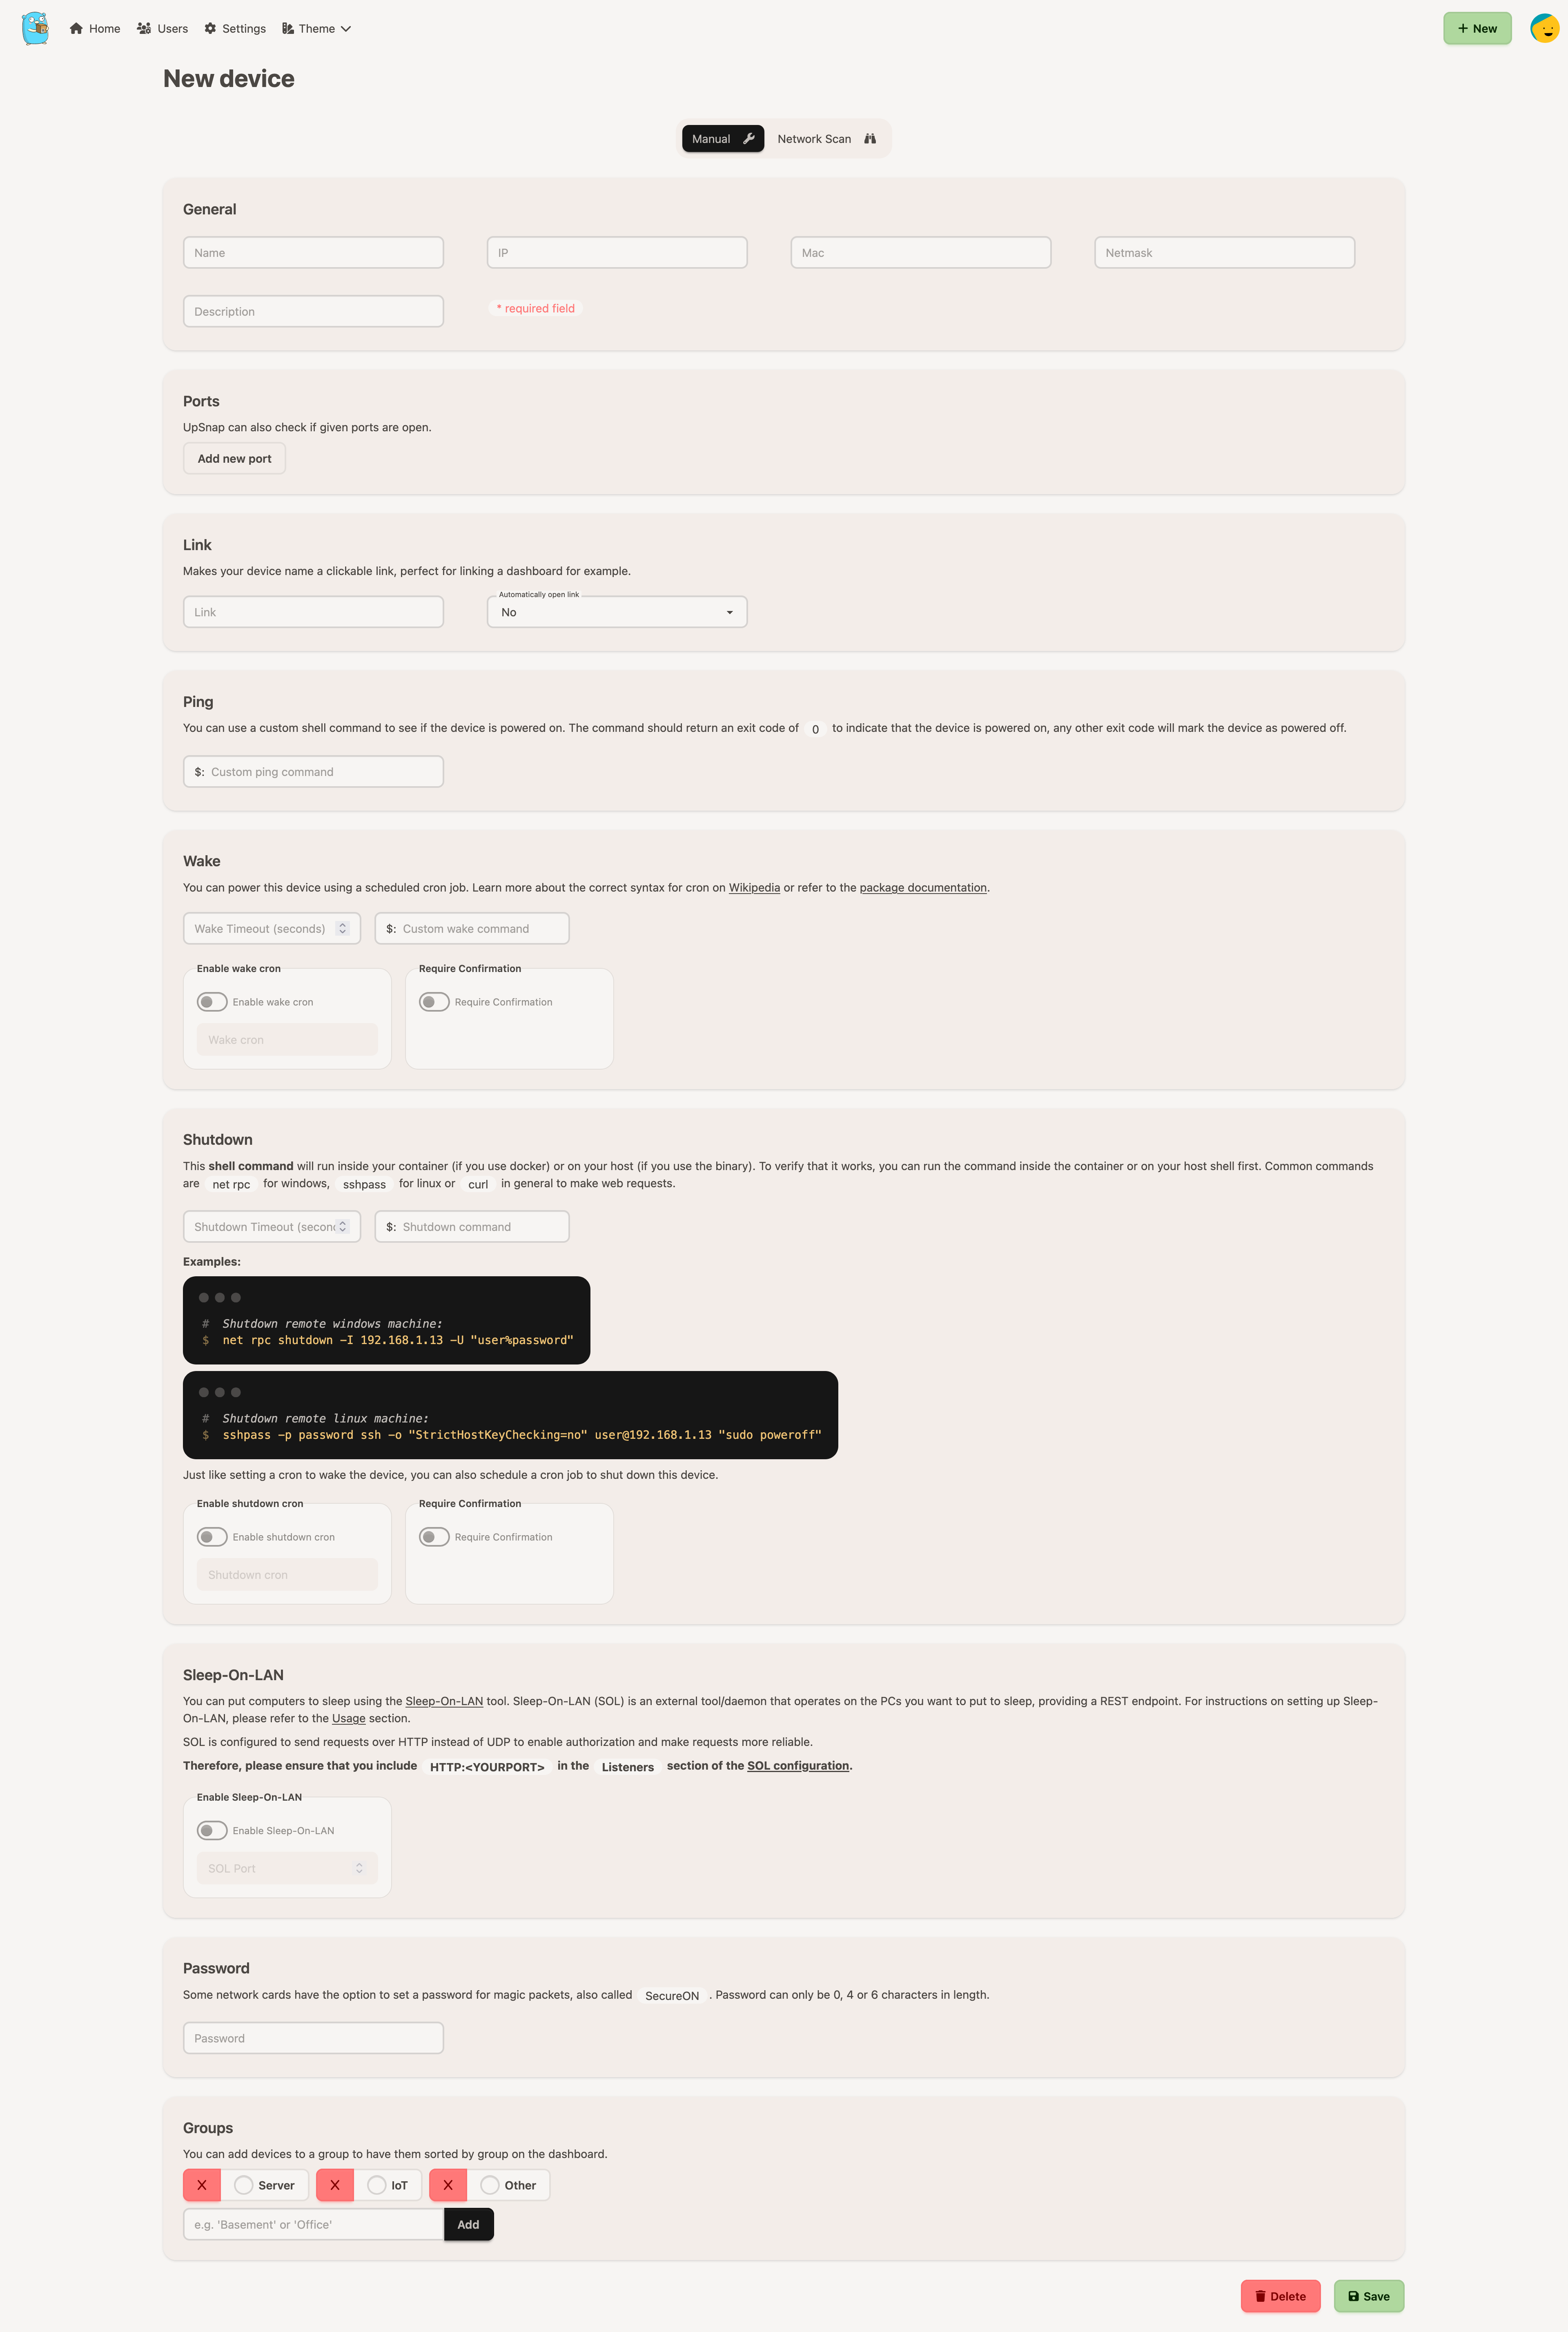 Home Users Settings Theme + New
New device
Manual Network Scan
General
Name IP Mac Netmask
Description * required field
Ports
UpSnap can also check if given ports are open.
Add new port
Link
Makes your device name a clickable link, perfect for linking a dashboard for example.
Automatically open link
Link No
Ping
You can use a custom shell command to see if the device is powered on. The command should return an exit code of 0 to indicate that the device is powered on, any other exit code will mark the device as powered off.
$: Custom ping command
Wake
You can power this device using a scheduled cron job. Learn more about the correct syntax for cron on Wikipedia or refer to the package documentation.
Wake Timeout (seconds) $: Custom wake command
Enable wake cron Require Confirmation
Enable wake cron Require Confirmation
Wake cron
Shutdown
This shell command will run inside your container (if you use docker) or on your host (if you use the binary). To verify that it works, you can run the command inside the container or on your host shell first. Common commands
are net rpc for windows, sshpass for linux or curl in general to make web requests.
Shutdown Timeout (secon $: Shutdown command
Examples:
# Shutdown remote windows machine:
$ net rpc shutdown -I 192.168.1.13 -U "user%password"
# Shutdown remote linux machine:
$ sshpass -p password ssh -o "StrictHostKeyChecking=no" user@192.168.1.13 "sudo poweroff"
Just like setting a cron to wake the device, you can also schedule a cron job to shut down this device.
Enable shutdown cron Require Confirmation
Enable shutdown cron Require Confirmation
Shutdown cron
Sleep-On-LAN
You can put computers to sleep using the Sleep-On-LAN tool. Sleep-On-LAN (SOL) is an external tool/daemon that operates on the PCs you want to put to sleep, providing a REST endpoint. For instructions on setting up Sleep-
On-LAN, please refer to the Usage section.
SOL is configured to send requests over HTTP instead of UDP to enable authorization and make requests more reliable.
Therefore, please ensure that you include HTTP:<YOURPORT> in the Listeners section of the SOL configuration.
Enable Sleep-On-LAN
Enable Sleep-On-LAN
SOL Port
Password
Some network cards have the option to set a password for magic packets, also called SecureON . Password can only be 0, 4 or 6 characters in length.
Password
Groups
You can add devices to a group to have them sorted by group on the dashboard.
Server IoT Other
e.g. 'Basement' or 'Office' Add
Delete Save